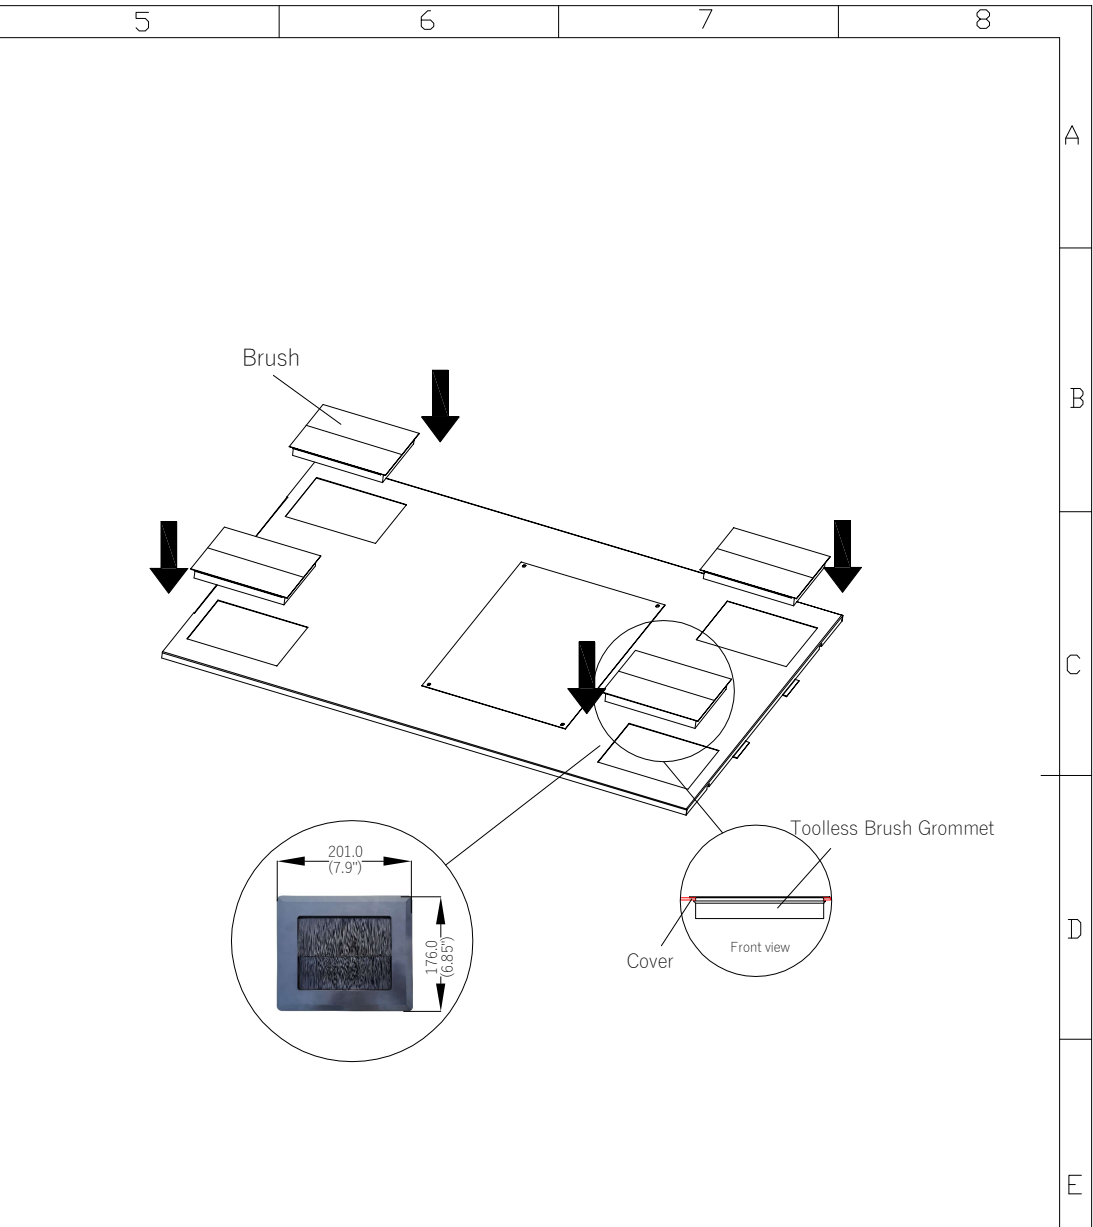 5
6
7
8
A
B
Brush
C
Toolless Brush Grommet
201.0
(7.9")
176.0
(6.85")
D
Front view
Cover
E